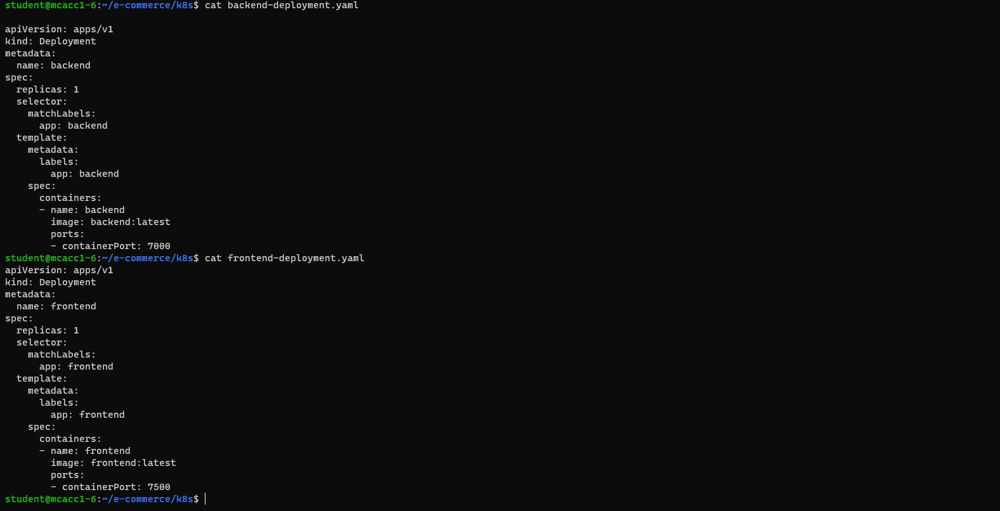 student@mcacc1-6:~/e-commerce/k8s$ cat backend-deployment.yaml

apiVersion: apps/v1
kind: Deployment
metadata:
  name: backend
spec:
  replicas: 1
  selector:
    matchLabels:
      app: backend
  template:
    metadata:
      labels:
        app: backend
    spec:
      containers:
      - name: backend
        image: backend:latest
        ports:
        - containerPort: 7000
student@mcacc1-6:~/e-commerce/k8s$ cat frontend-deployment.yaml
apiVersion: apps/v1
kind: Deployment
metadata:
  name: frontend
spec:
  replicas: 1
  selector:
    matchLabels:
      app: frontend
  template:
    metadata:
      labels:
        app: frontend
    spec:
      containers:
      - name: frontend
        image: frontend:latest
        ports:
        - containerPort: 7500
student@mcacc1-6:~/e-commerce/k8s$